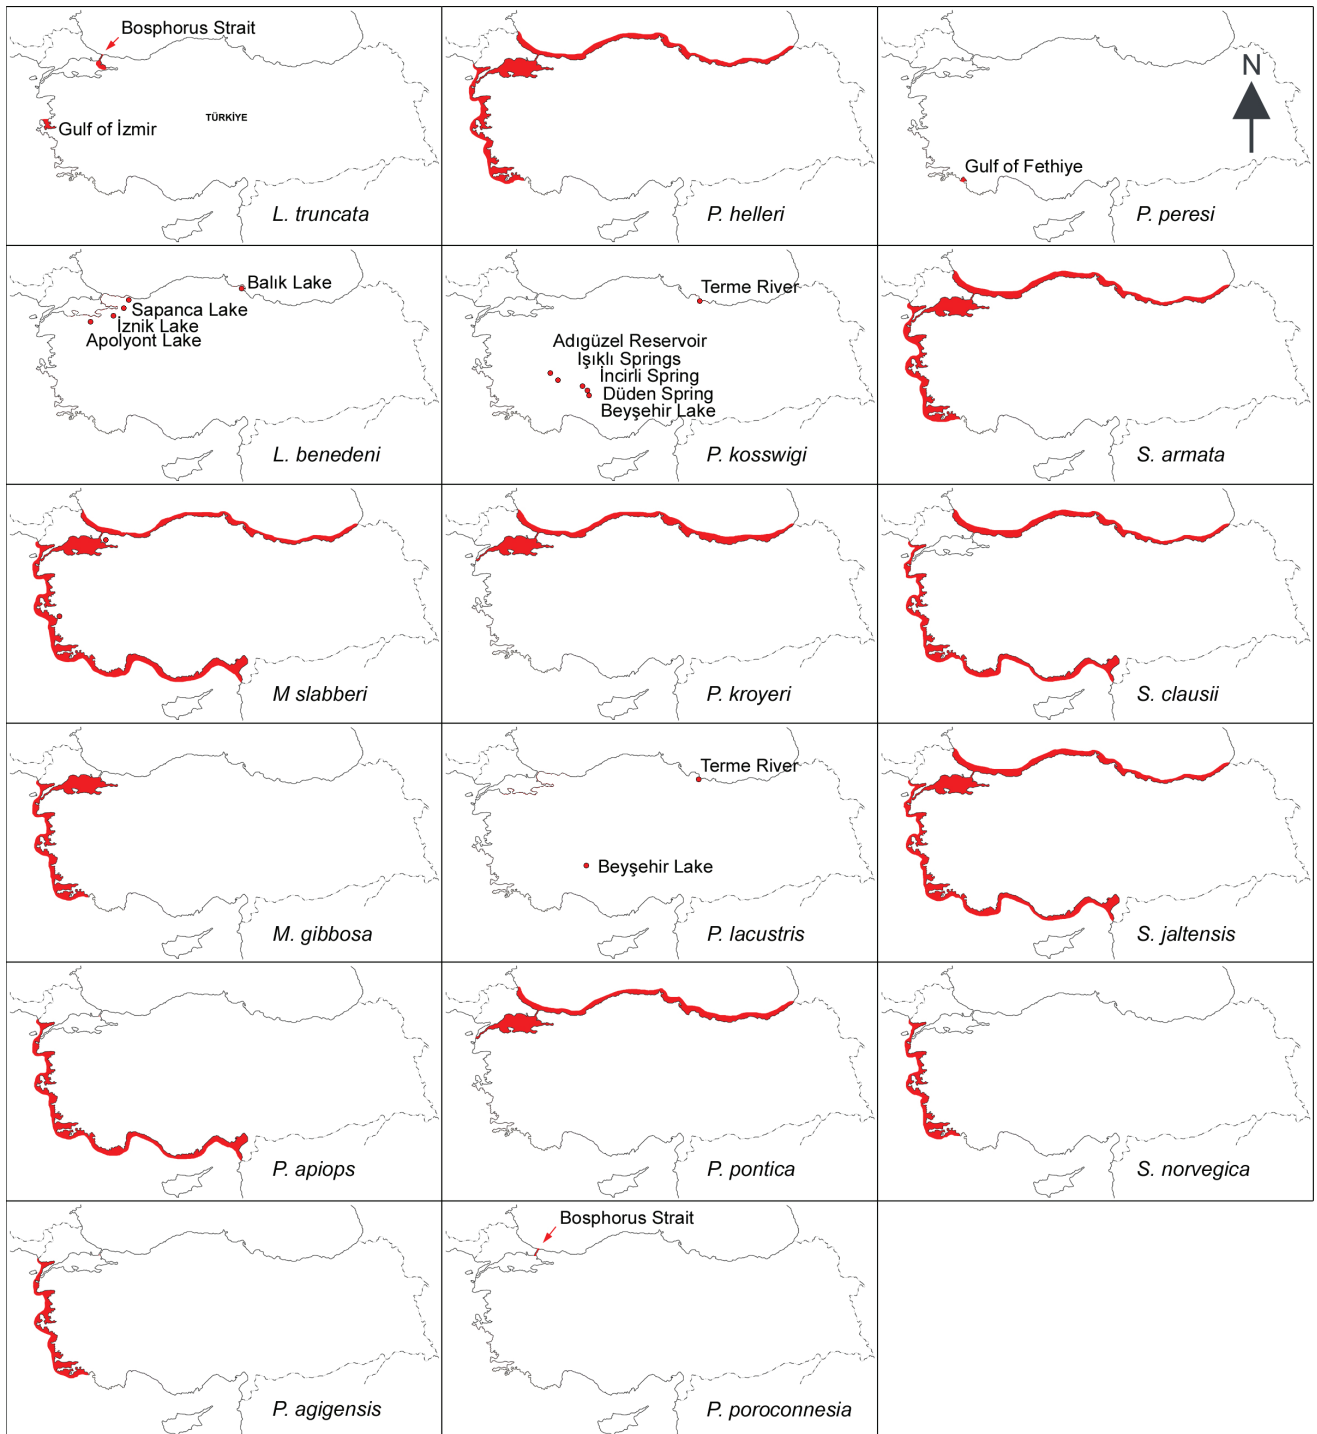 Bosphorus Strait
TÜRKİYE
Gulf of İzmir
L. truncata
P. helleri
N
Gulf of Fethiye
P. peresi
Balık Lake
Sapanca Lake
İznik Lake
Apolyont Lake
L. benedeni
Terme River
Adıgüzel Reservoir
Işıklı Springs
İncirli Spring
Düden Spring
Beyşehir Lake
P. kosswigi
S. armata
M slabberi
P. kroyeri
S. clausii
M. gibbosa
Terme River
Beyşehir Lake
P. lacustris
S. jaltensis
P. apiops
P. pontica
S. norvegica
P. agigensis
Bosphorus Strait
P. poroconnesia